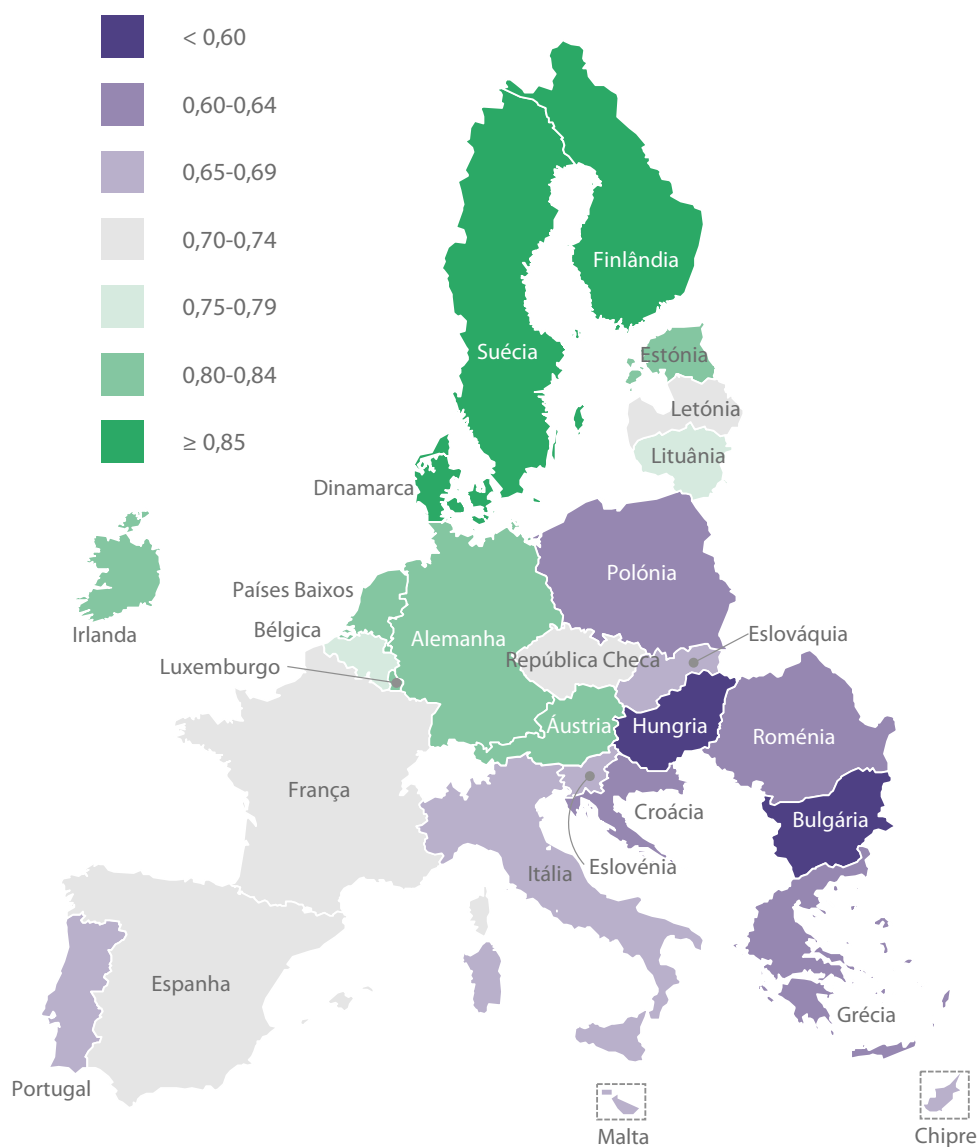 < 0,60
0,60-0,64
0,65-0,69
0,70-0,74
0,75-0,79
0,80-0,84
≥ 0,85
Finlândia
Suécia
Estónia
Letónia
Lituânia
Dinamarca
Polónia
Países Baixos
Irlanda
Bélgica
Alemanha
Eslováquia
República Checa
Luxemburgo
Áustria
Hungria
Roménia
França
Croácia
Bulgária
Eslovénia
Itália
Espanha
Grécia
Portugal
Malta
Chipre